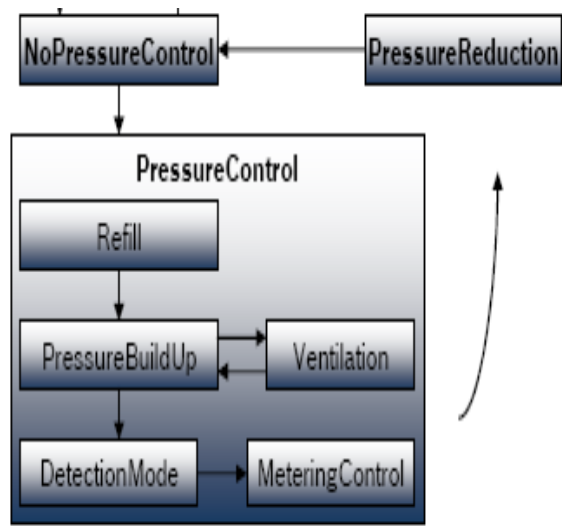 NoPressureControl
PressureReduction
PressureControl
Refill
PressureBuildUp
Ventilation
DetectionMode
MeteringControl